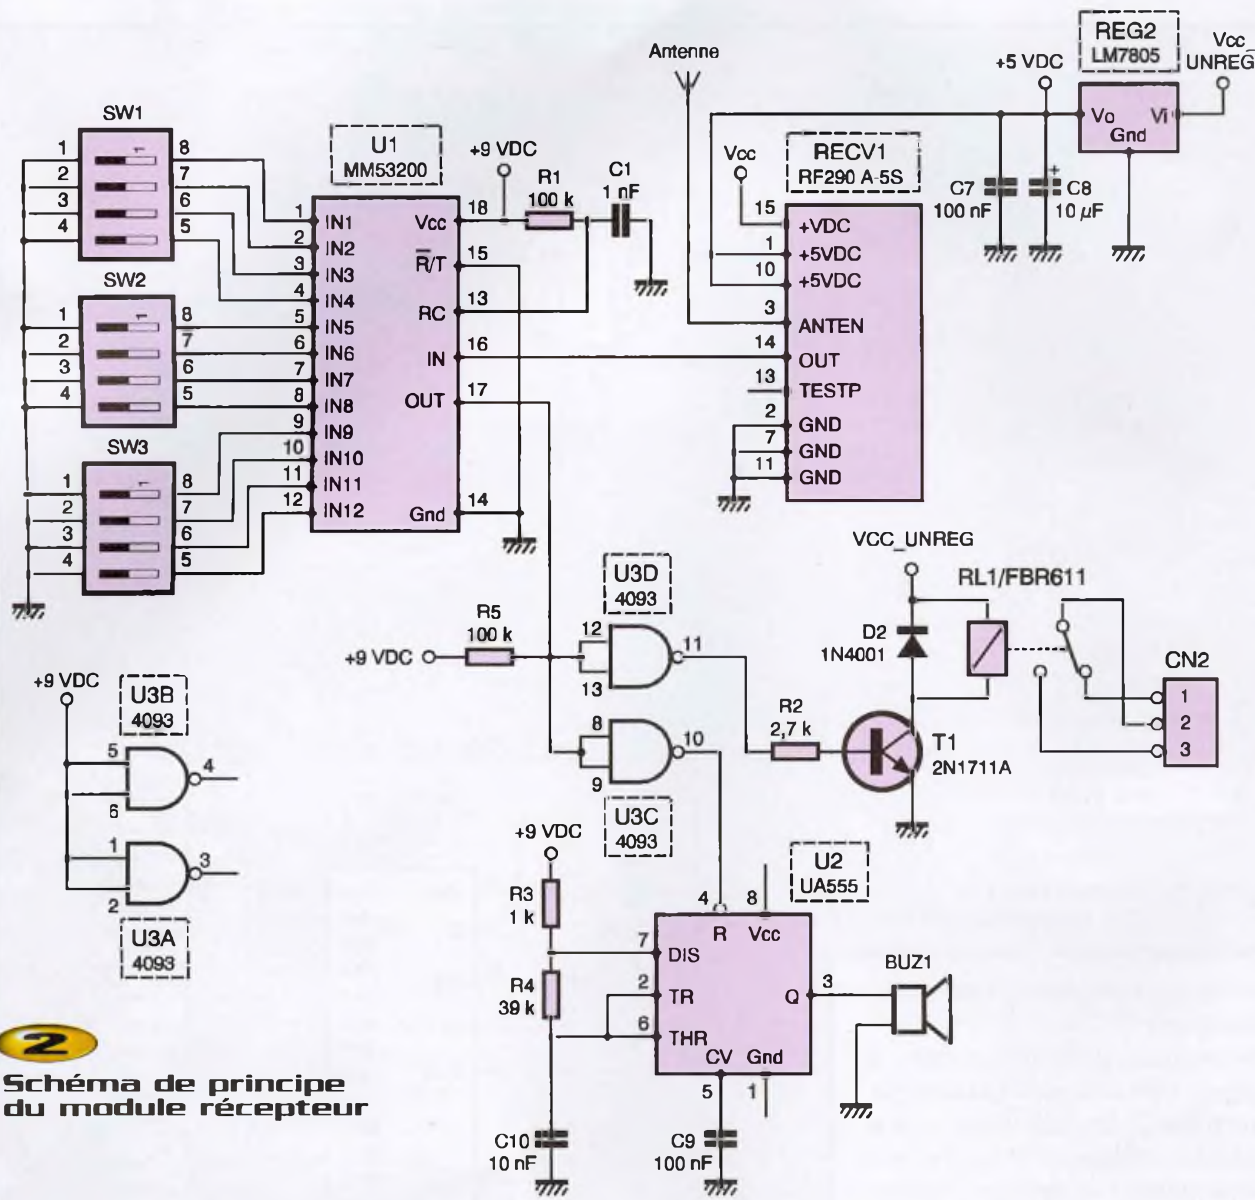 Antenne
REG2
LM7805
Vcc_
UNREG
+5 VDC
Vo
Vi
Gnd
C7
100 nF
C8
10 µF
+
SW1
1
2
3
4
8
7
6
5
1
SW2
1
2
3
4
8
7
6
5
1
SW3
1
2
3
4
8
7
6
5
1
U1
MM53200
1 IN1
2 IN2
3 IN3
4 IN4
5 IN5
6 IN6
7 IN7
8 IN8
9 IN9
10 IN10
11 IN11
12 IN12
Vcc 18
R/T 15
RC 13
IN 16
OUT 17
Gnd 14
+9 VDC
R1
100 k
C1
1 nF
Vcc
RECV1
RF290 A-5S
15 +VDC
1 +5VDC
10 +5VDC
3 ANTEN
14 OUT
13 TESTP
2 GND
7 GND
11 GND
+9 VDC
R5
100 k
U3D
4093
12
13
11
8
9
10
U3C
4093
VCC_UNREG
RL1/FBR611
D2
1N4001
R2
2,7 k
T1
2N1711A
CN2
1
2
3
+9 VDC
U3B
4093
5
6
4
1
2
3
U3A
4093
+9 VDC
R3
1 k
R4
39 k
U2
UA555
4
8
R
Vcc
7 DIS
2 TR
6 THR
Q 3
CV
Gnd
5
1
BUZ1
C10
10 nF
C9
100 nF
2
Schéma de principe
du module récepteur